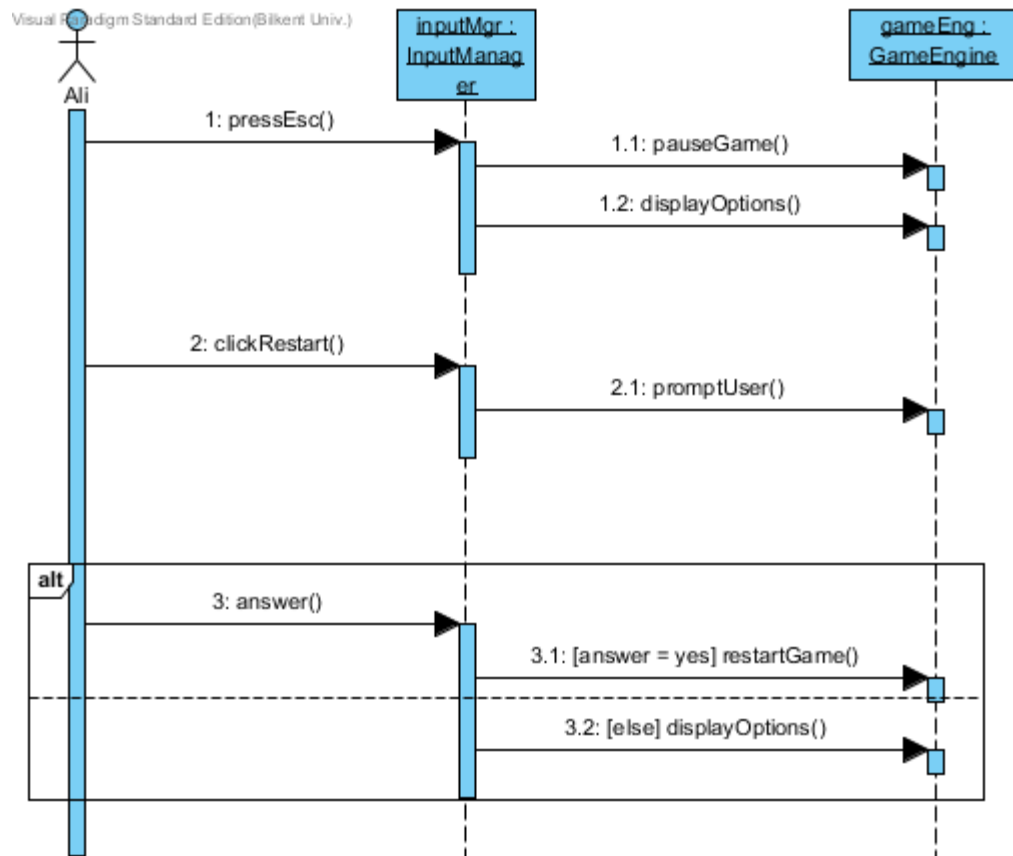 Visual Paradigm Standard Edition(Bilkent Univ.)
Ali
inputMgr :
InputManag
er
gameEng :
GameEngine
1: pressEsc()
1.1: pauseGame()
1.2: displayOptions()
2: clickRestart()
2.1: promptUser()
alt
3: answer()
3.1: [answer = yes] restartGame()
3.2: [else] displayOptions()